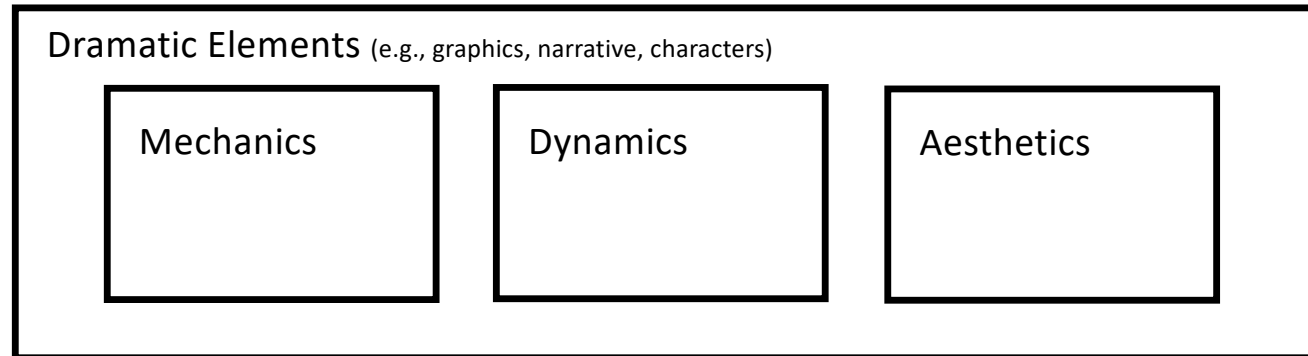 Dramatic Elements (e.g., graphics, narrative, characters)
Mechanics
Dynamics
Aesthetics